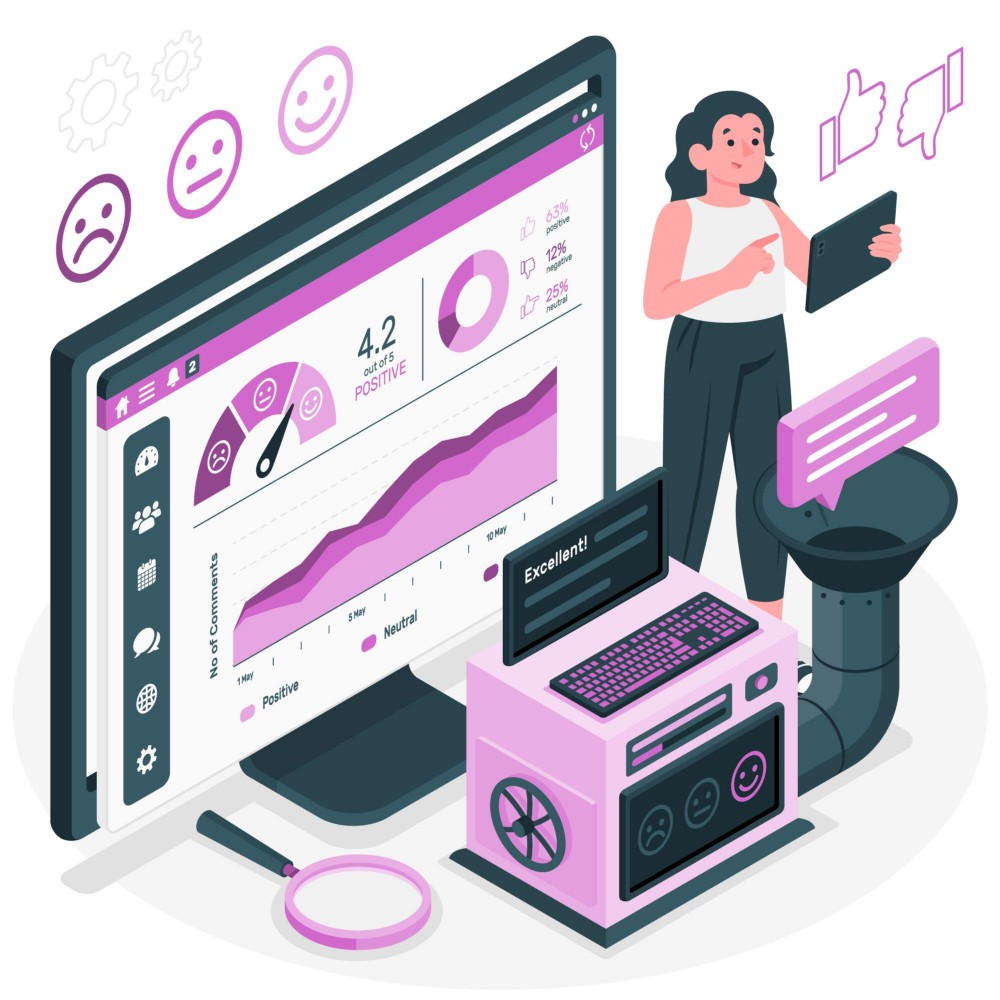 2
4.2
out of 5
POSITIVE
63%
positive
12%
negative
25%
neutral
No of Comments
1 May
5 May
10 May
Positive
Neutral
Excellent!